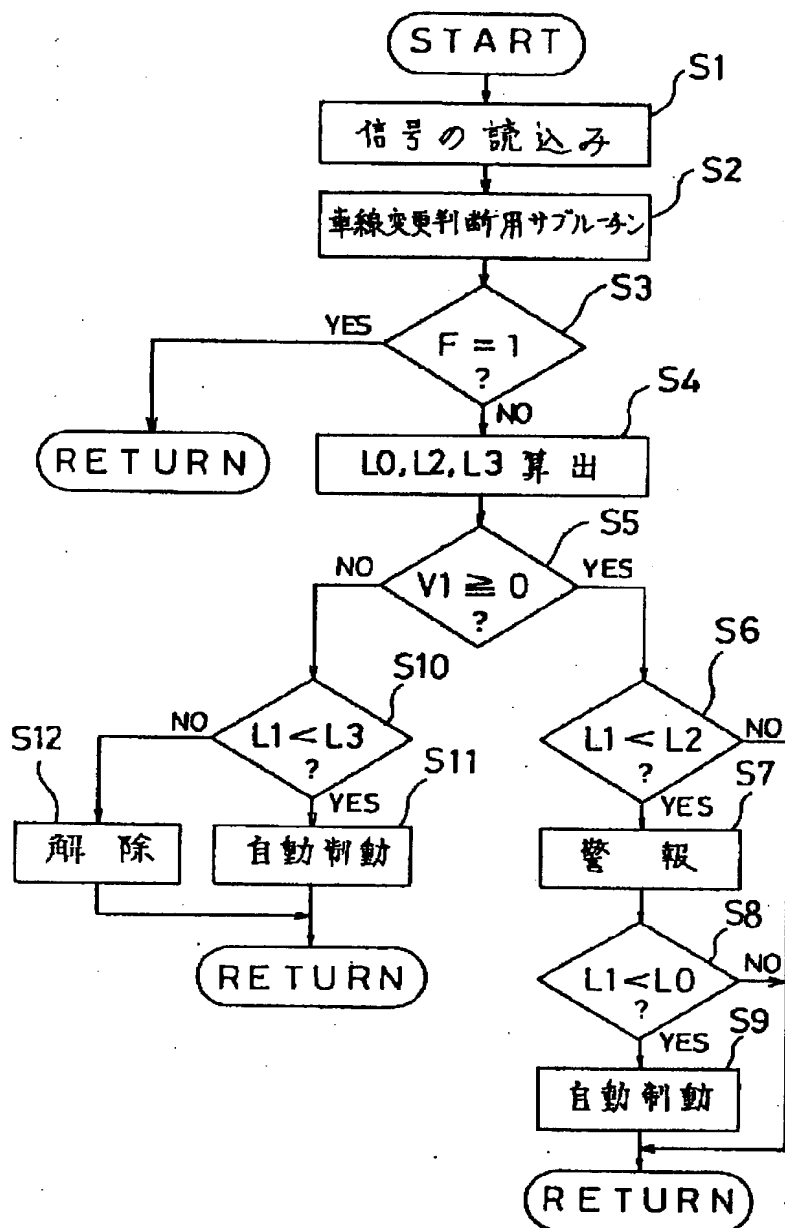 START
S1
信号の読込み
S2
車線変更判断用サブルーチン
S3
YES
F = 1
?
NO
S4
RETURN
L0, L2, L3 算出
S5
NO
V1 ≧ 0
?
YES
S10
S6
NO
L1 < L3
?
YES
L1 < L2
?
NO
YES
S12
S11
S7
解除
自動制動
警報
S8
RETURN
L1 < L0
?
NO
YES
S9
自動制動
RETURN